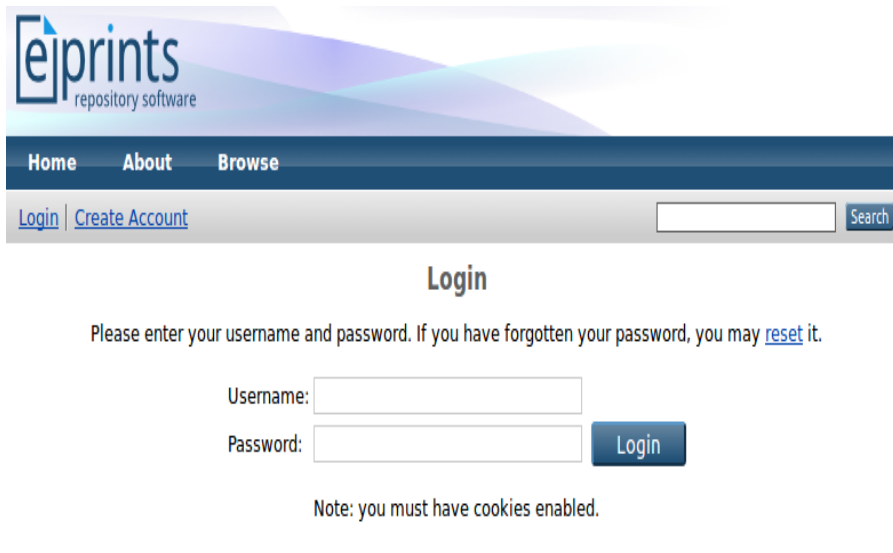 eprints
repository software
Home About Browse
Login | Create Account
Search
Login
Please enter your username and password. If you have forgotten your password, you may reset it.
Username:
Password:
Login
Note: you must have cookies enabled.